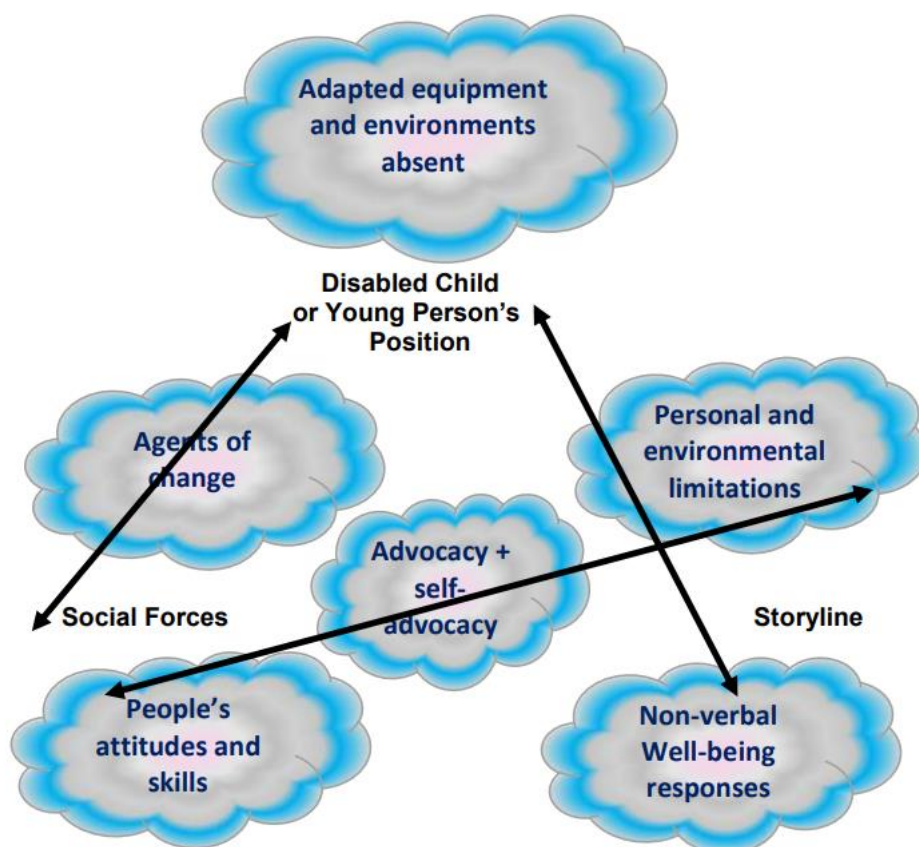 Adapted equipment
and environments
absent
Disabled Child
or Young Person’s
Position
Agents of
change
Personal and
environmental
limitations
Advocacy +
self-
advocacy
Social Forces
Storyline
People’s
attitudes and
skills
Non-verbal
Well-being
responses